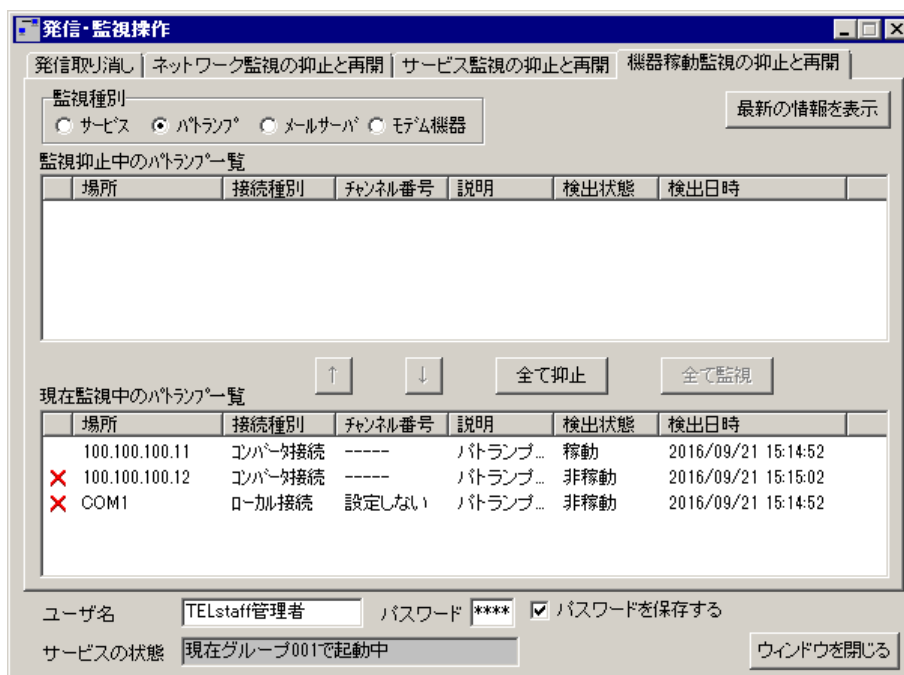 発信・監視操作
発信取り消し ネットワーク監視の抑止と再開 サービス監視の抑止と再開 機器稼動監視の抑止と再開
監視種別
サービス パトランプ メールサーバ モデム機器 最新の情報を表示
監視抑止中のパトランプ一覧
場所 接続種別 チャンネル番号 説明 検出状態 検出日時
↑ ↓ 全て抑止 全て監視
現在監視中のパトランプ一覧
場所 接続種別 チャンネル番号 説明 検出状態 検出日時
100.100.100.11 コンバータ接続 ----- パトランプ... 稼動 2016/09/21 15:14:52
100.100.100.12 コンバータ接続 ----- パトランプ... 非稼動 2016/09/21 15:15:02
COM1 ローカル接続 設定しない パトランプ... 非稼動 2016/09/21 15:14:52
ユーザ名 TELstaff管理者 パスワード **** パスワードを保存する
サービスの状態 現在グループ001で起動中 ウィンドウを閉じる